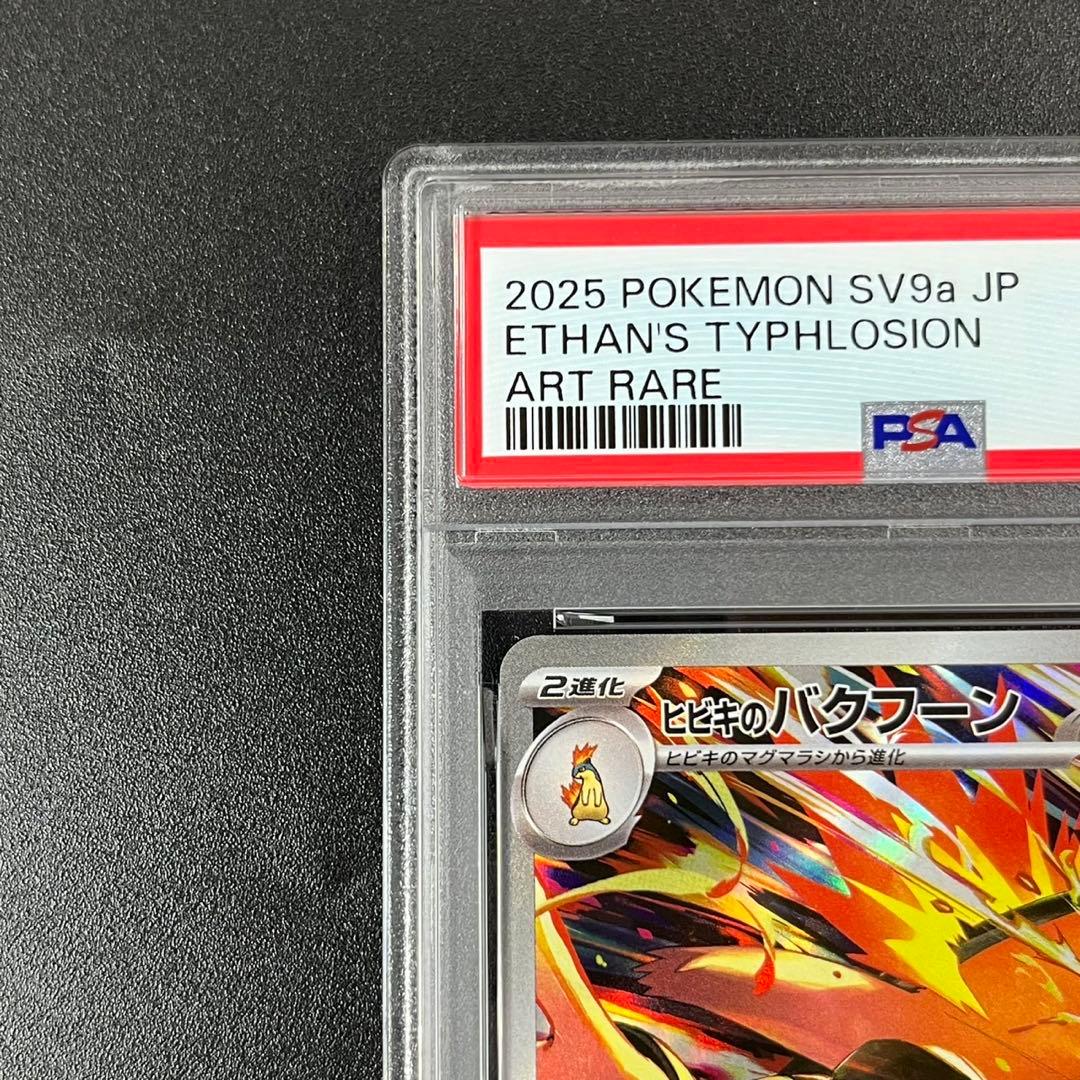 2025 POKEMON SV9a JP
ETHAN'S TYPHLOSION
ART RARE
PSA
2進化
ヒビキのバクフーン
ヒビキのマグマラシから進化